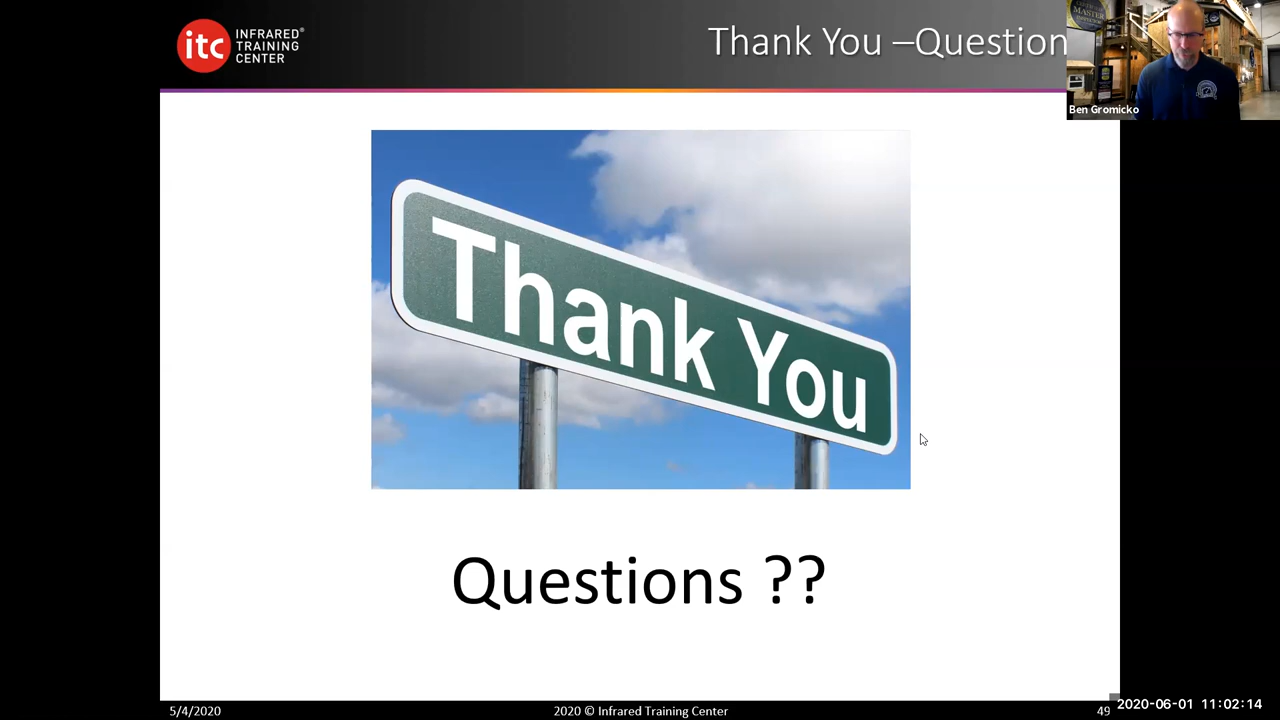 itc
INFRARED®
TRAINING
CENTER
Thank You –Question
MASTER
Ben Gromicko
Thank You
Questions ??
5/4/2020
2020 © Infrared Training Center
49
2020-06-01 11:02:14